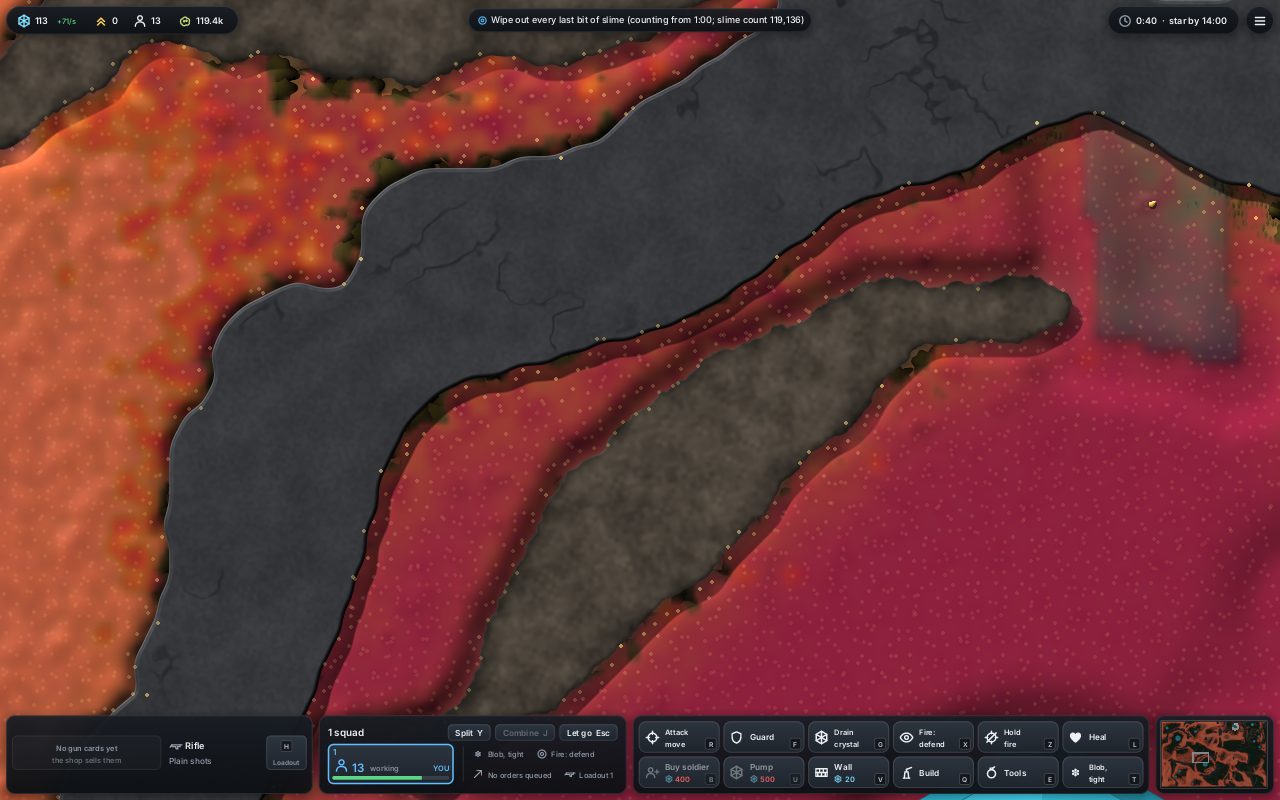 113 +71/s 0 13 119.4k
Wipe out every last bit of slime (counting from 1:00; slime count 119,136)
0:40 · star by 14:00
No gun cards yet
the shop sells them
Rifle
Plain shots
H
Loadout
1 squad
Split Y
Combine J
Let go Esc
1
13 working YOU
Blob, tight
Fire: defend
No orders queued
Loadout 1
Attack move R
Guard F
Drain crystal G
Fire: defend X
Hold fire Z
Heal L
Buy soldier 400 B
Pump 500 U
Wall 20 V
Build Q
Tools E
Blob, tight T